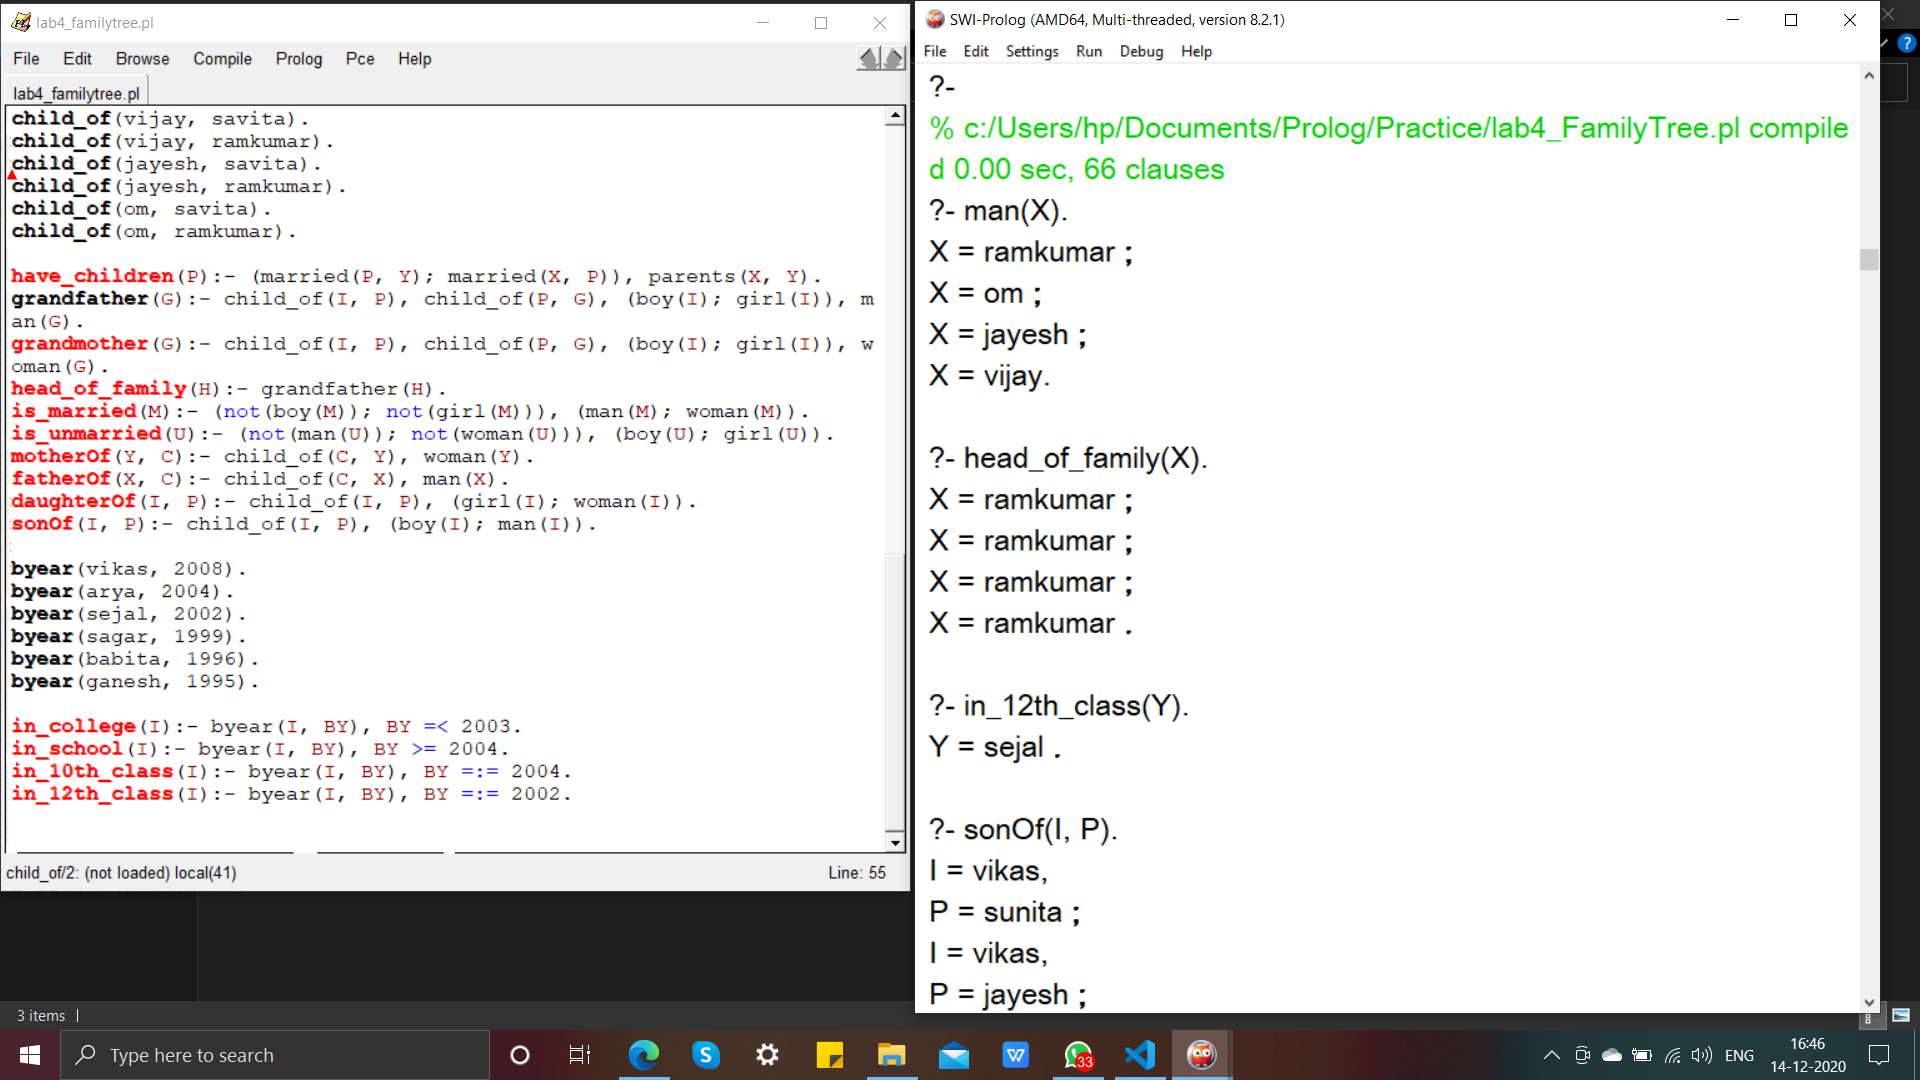 lab4_familytree.pl
File Edit Browse Compile Prolog Pce Help
lab4_familytree.pl
child_of(vijay, savita).
child_of(vijay, ramkumar).
child_of(jayesh, savita).
child_of(jayesh, ramkumar).
child_of(om, savita).
child_of(om, ramkumar).
have_children(P):- (married(P, Y); married(X, P)), parents(X, Y).
grandfather(G):- child_of(I, P), child_of(P, G), (boy(I); girl(I)), m
an(G).
grandmother(G):- child_of(I, P), child_of(P, G), (boy(I); girl(I)), w
oman(G).
head_of_family(H):- grandfather(H).
is_married(M):- (not(boy(M)); not(girl(M))), (man(M); woman(M)).
is_unmarried(U):- (not(man(U)); not(woman(U))), (boy(U); girl(U)).
motherOf(Y, C):- child_of(C, Y), woman(Y).
fatherOf(X, C):- child_of(C, X), man(X).
daughterOf(I, P):- child_of(I, P), (girl(I); woman(I)).
sonOf(I, P):- child_of(I, P), (boy(I); man(I)).
byear(vikas, 2008).
byear(arya, 2004).
byear(sejal, 2002).
byear(sagar, 1999).
byear(babita, 1996).
byear(ganesh, 1995).
in_college(I):- byear(I, BY), BY =< 2003.
in_school(I):- byear(I, BY), BY >= 2004.
in_10th_class(I):- byear(I, BY), BY =:= 2004.
in_12th_class(I):- byear(I, BY), BY =:= 2002.
child_of/2: (not loaded) local(41) Line: 55
SWI-Prolog (AMD64, Multi-threaded, version 8.2.1)
File Edit Settings Run Debug Help
?-
% c:/Users/hp/Documents/Prolog/Practice/lab4_FamilyTree.pl compile
d 0.00 sec, 66 clauses
?- man(X).
X = ramkumar ;
X = om ;
X = jayesh ;
X = vijay.
?- head_of_family(X).
X = ramkumar ;
X = ramkumar ;
X = ramkumar ;
X = ramkumar .
?- in_12th_class(Y).
Y = sejal .
?- sonOf(I, P).
I = vikas,
P = sunita ;
I = vikas,
P = jayesh ;
3 items
Type here to search
33
ENG
16:46
14-12-2020